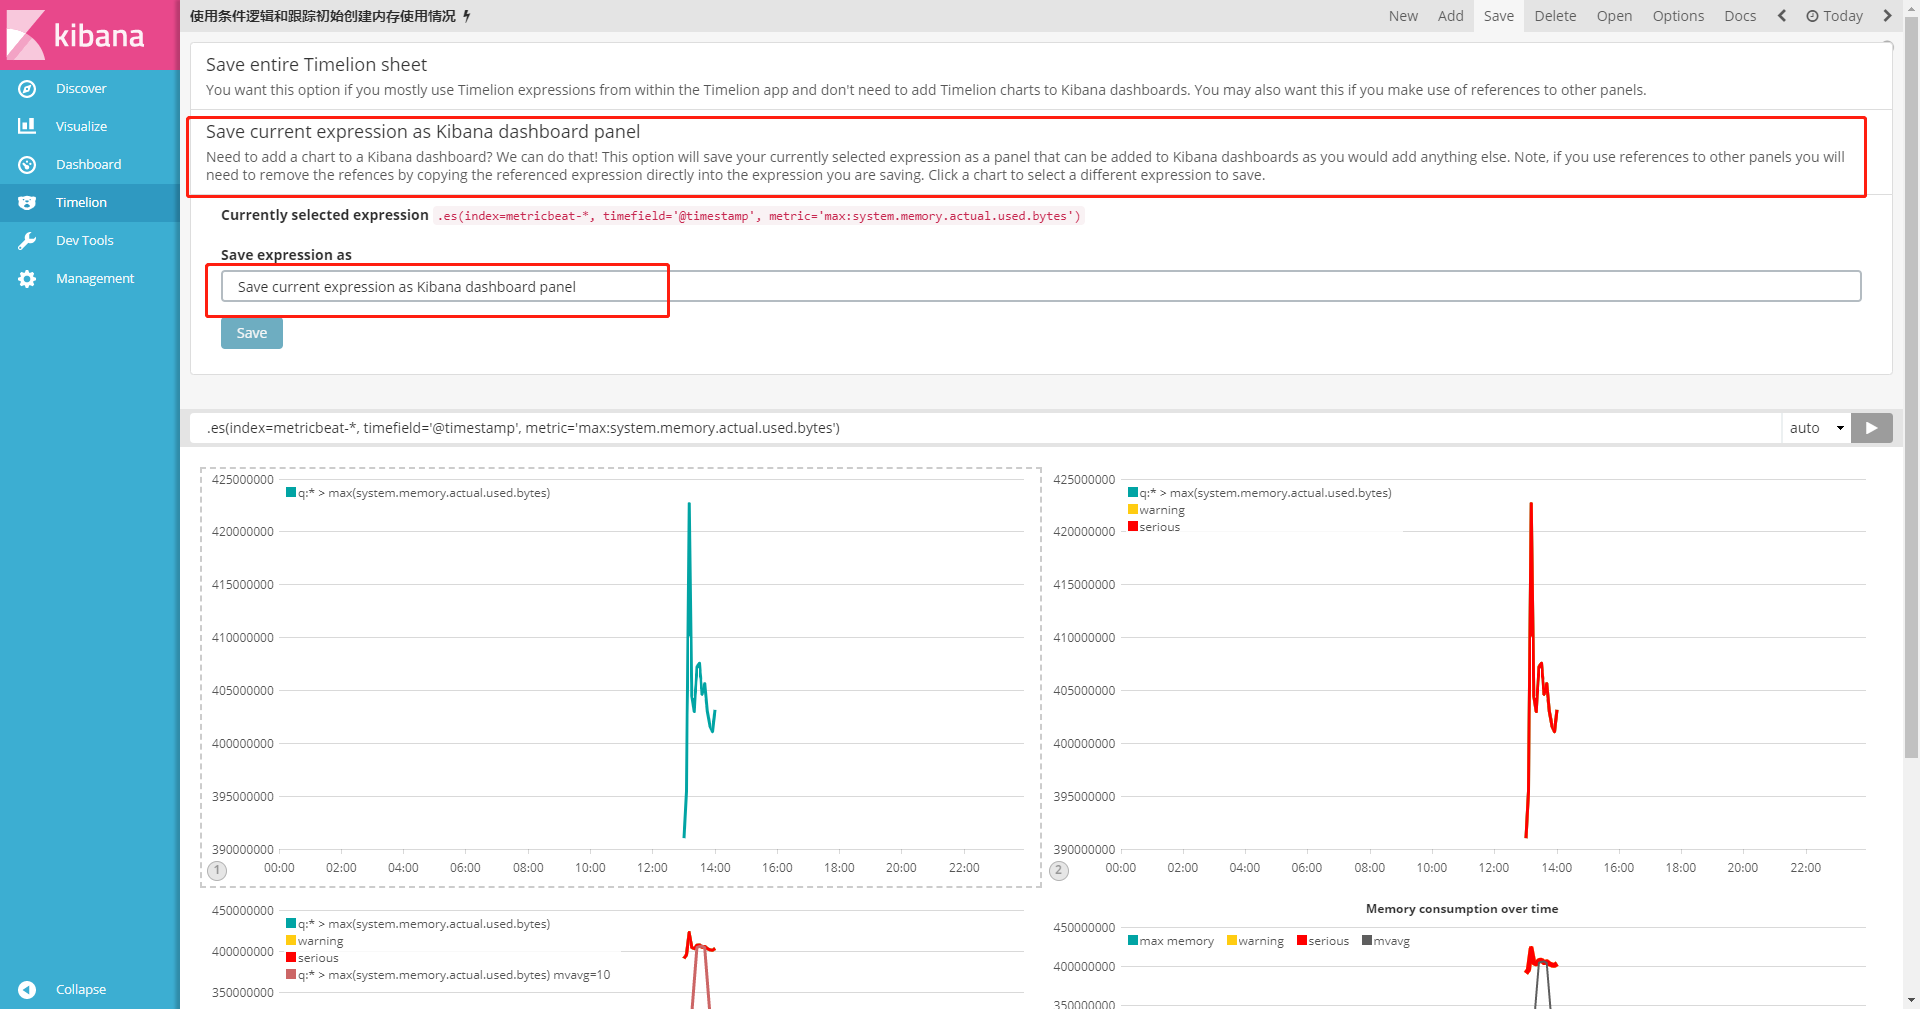 kibana
Discover
Visualize
Dashboard
Timelion
Dev Tools
Management
Collapse
使用条件逻辑和跟踪初始创建内存使用情况
New Add Save Delete Open Options Docs Today
Save entire Timelion sheet
You want this option if you mostly use Timelion expressions from within the Timelion app and don't need to add Timelion charts to Kibana dashboards. You may also want this if you make use of references to other panels.
Save current expression as Kibana dashboard panel
Need to add a chart to a Kibana dashboard? We can do that! This option will save your currently selected expression as a panel that can be added to Kibana dashboards as you would add anything else. Note, if you use references to other panels you will
need to remove the refences by copying the referenced expression directly into the expression you are saving. Click a chart to select a different expression to save.
Currently selected expression .es(index=metricbeat-*, timefield='@timestamp', metric='max:system.memory.actual.used.bytes')
Save expression as
Save current expression as Kibana dashboard panel
Save
.es(index=metricbeat-*, timefield='@timestamp', metric='max:system.memory.actual.used.bytes') auto
425000000
420000000
415000000
410000000
405000000
400000000
395000000
390000000
q:* > max(system.memory.actual.used.bytes)
00:00 02:00 04:00 06:00 08:00 10:00 12:00 14:00 16:00 18:00 20:00 22:00
1
425000000
420000000
415000000
410000000
405000000
400000000
395000000
390000000
q:* > max(system.memory.actual.used.bytes)
warning
serious
00:00 02:00 04:00 06:00 08:00 10:00 12:00 14:00 16:00 18:00 20:00 22:00
2
450000000
400000000
350000000
q:* > max(system.memory.actual.used.bytes)
warning
serious
q:* > max(system.memory.actual.used.bytes) mvavg=10
Memory consumption over time
450000000
400000000
350000000
max memory warning serious mvavg